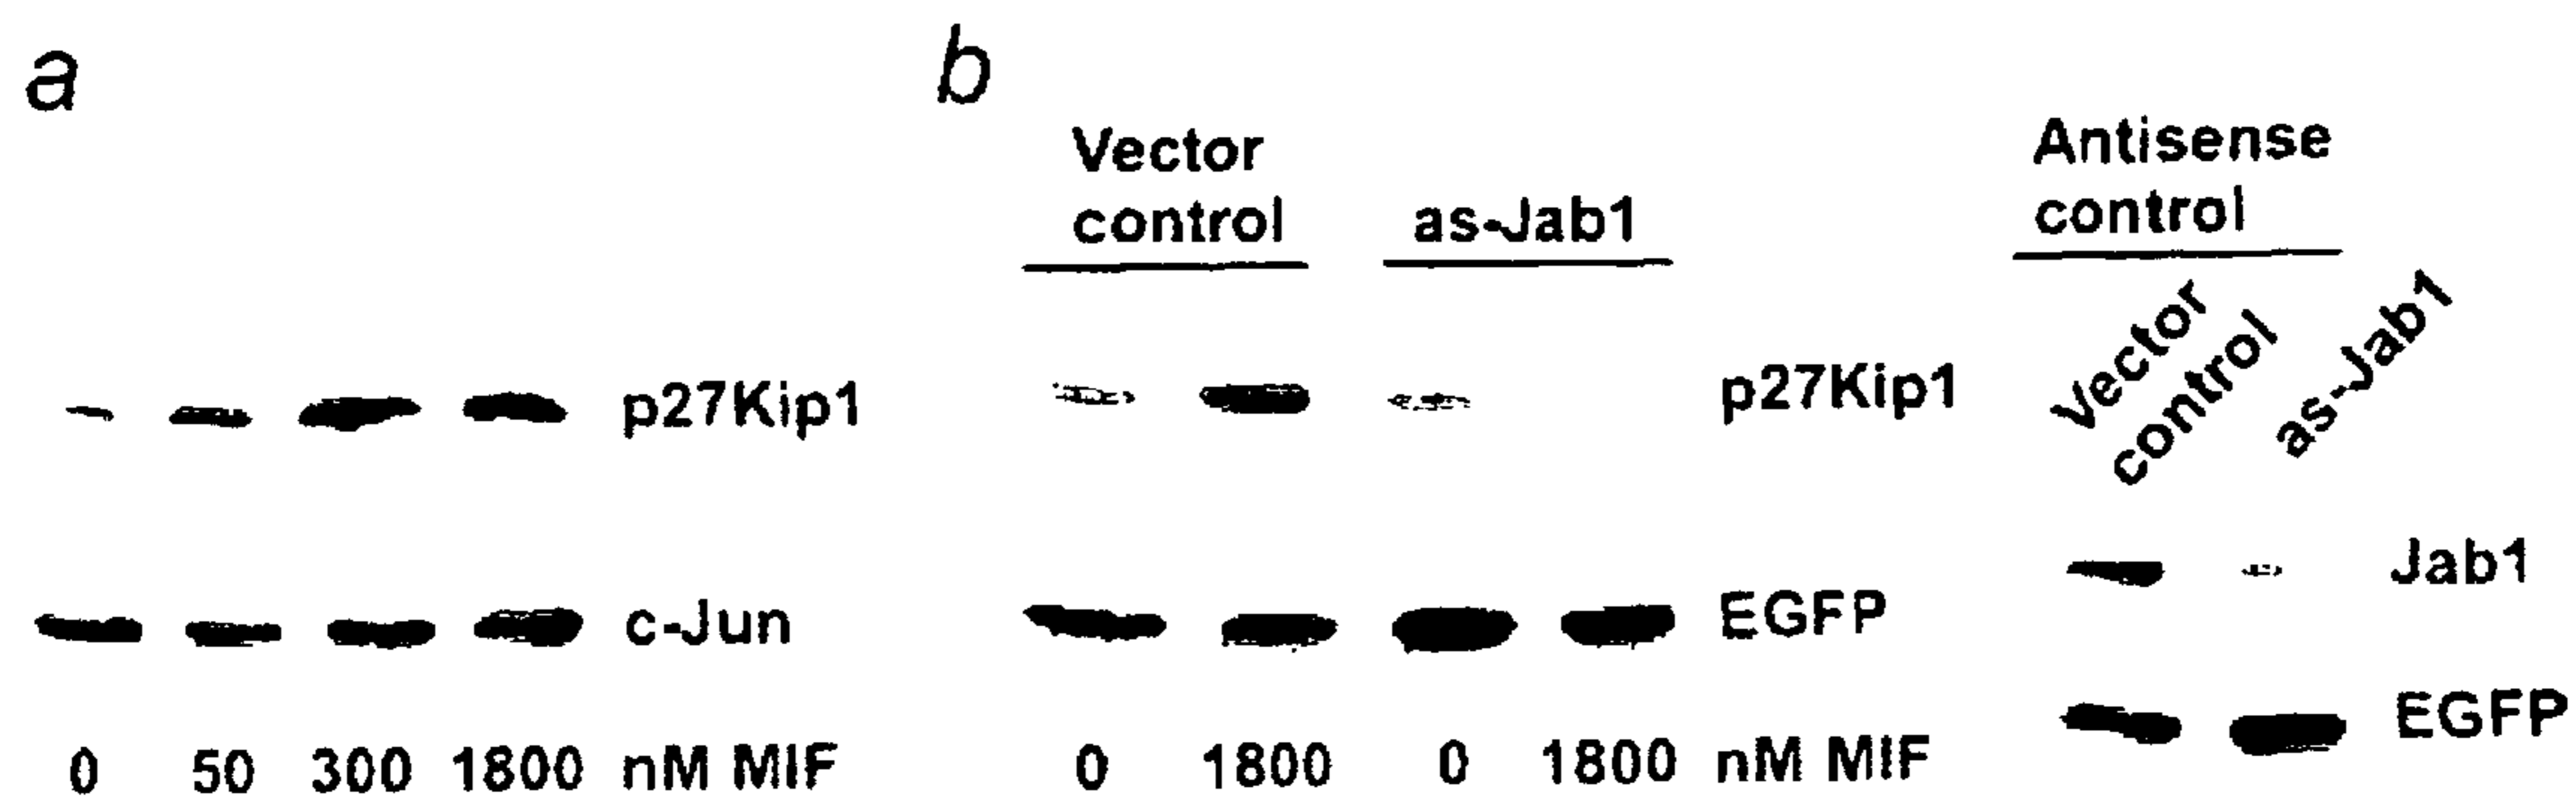 a
p27Kip1
c-Jun
0 50 300 1800 nM MIF
b
Vector
control
as-Jab1
p27Kip1
EGFP
0 1800 0 1800 nM MIF
Antisense
control
Vector
control
as-Jab1
Jab1
EGFP